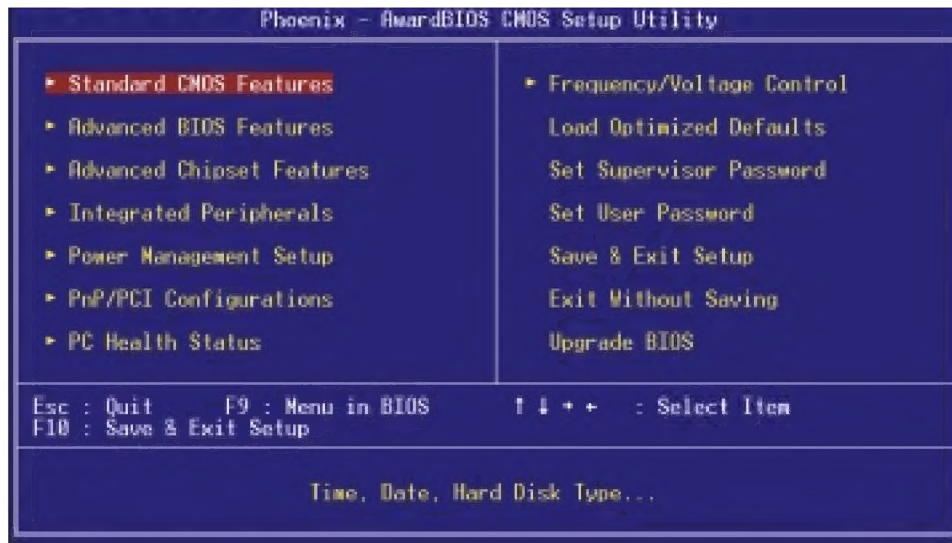 Phoenix - AwardBIOS CMOS Setup Utility
Standard CMOS Features
Advanced BIOS Features
Advanced Chipset Features
Integrated Peripherals
Power Management Setup
PnP/PCI Configurations
PC Health Status
Frequency/Voltage Control
Load Optimized Defaults
Set Supervisor Password
Set User Password
Save & Exit Setup
Exit Without Saving
Upgrade BIOS
Esc : Quit F9 : Menu in BIOS ↑ ↓ → ← : Select Item
F10 : Save & Exit Setup
Time, Date, Hard Disk Type...